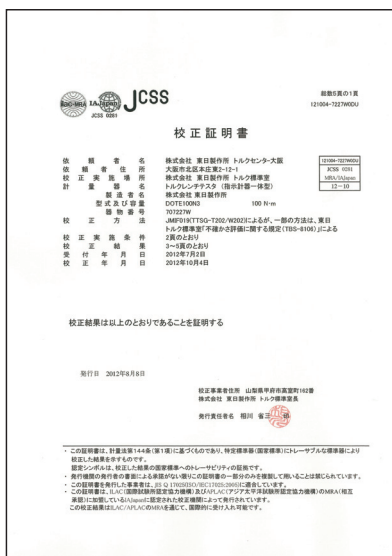 ilac-MRA
IAJapan
JCSS
JCSS 0281
総数5頁の1頁
121004-7227W0DU
校正証明書
依頼者名 株式会社 東日製作所 トルクセンター大阪
依頼者住所 大阪市北区本庄東2-12-1
校正実施場所 株式会社 東日製作所 トルク標準室
計量器名 トルクレンチテスタ (指示計器一体型)
製造者名 株式会社 東日製作所
型式及び容量 DOTE100N3 100 N·m
器物番号 707227W
校正方法 JMIF019(TTSG-T202/W202)によるが、一部の方法は、東日
トルク標準室「不確かさ評価に関する規定(TBS-8106)」による
校正実施条件 2頁のとおり
校正結果 3~5頁のとおり
受付年月日 2012年7月2日
校正年月日 2012年10月4日
121004-7227W0DU
JCSS 0281
MRA/IAJapan
12-10
校正結果は以上のとおりであることを証明する
発行日 2012年8月8日
校正事業者住所 山梨県甲府市高室町162番
株式会社 東日製作所 トルク標準室長
発行責任者名 相川 省三
・この証明書は、計量法第144条(第1項)に基づくものであり、特定標準器(国家標準)にトレーサブルな標準器により
校正した結果を示すものです。
認定シンボルは、校正した結果の国家標準へのトレーサビリティの証拠です。
・発行機関の発行者の書面による承認がない限りこの証明書の一部分のみを複製して用いることは禁じられています。
・この証明書を発行した事業者は、JIS Q 17025(ISO/IEC17025:2005)に適合しています。
・この証明書は、ILAC(国際試験所認定協力機構)及びAPLAC(アジア太平洋試験所認定協力機構)のMRA(相互
承認)に加盟しているIAJapanに認定された校正機関によって発行されています。
この校正結果はILAC/APLACのMRAを通じて、国際的に受け入れ可能です。